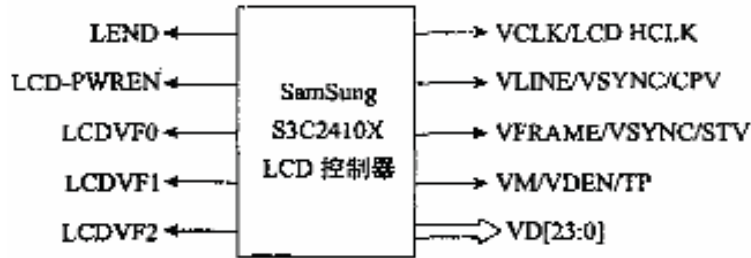 LEND
LCD-PWREN
LCDVF0
LCDVF1
LCDVF2
SamSung
S3C2410X
LCD 控制器
VCLK/LCD HCLK
VLINE/VSYNC/CPV
VFRAME/VSYNC/STV
VM/VDEN/TP
VD[23:0]